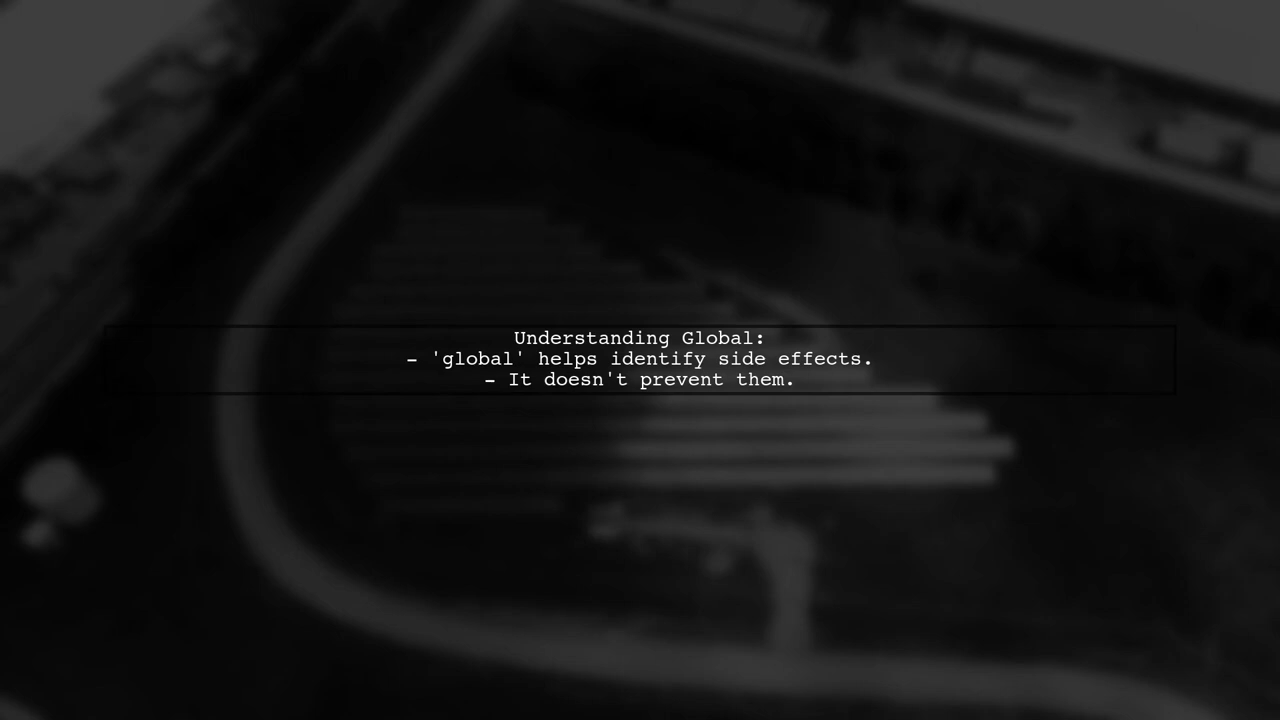 Understanding Global:
- 'global' helps identify side effects.
- It doesn't prevent them.